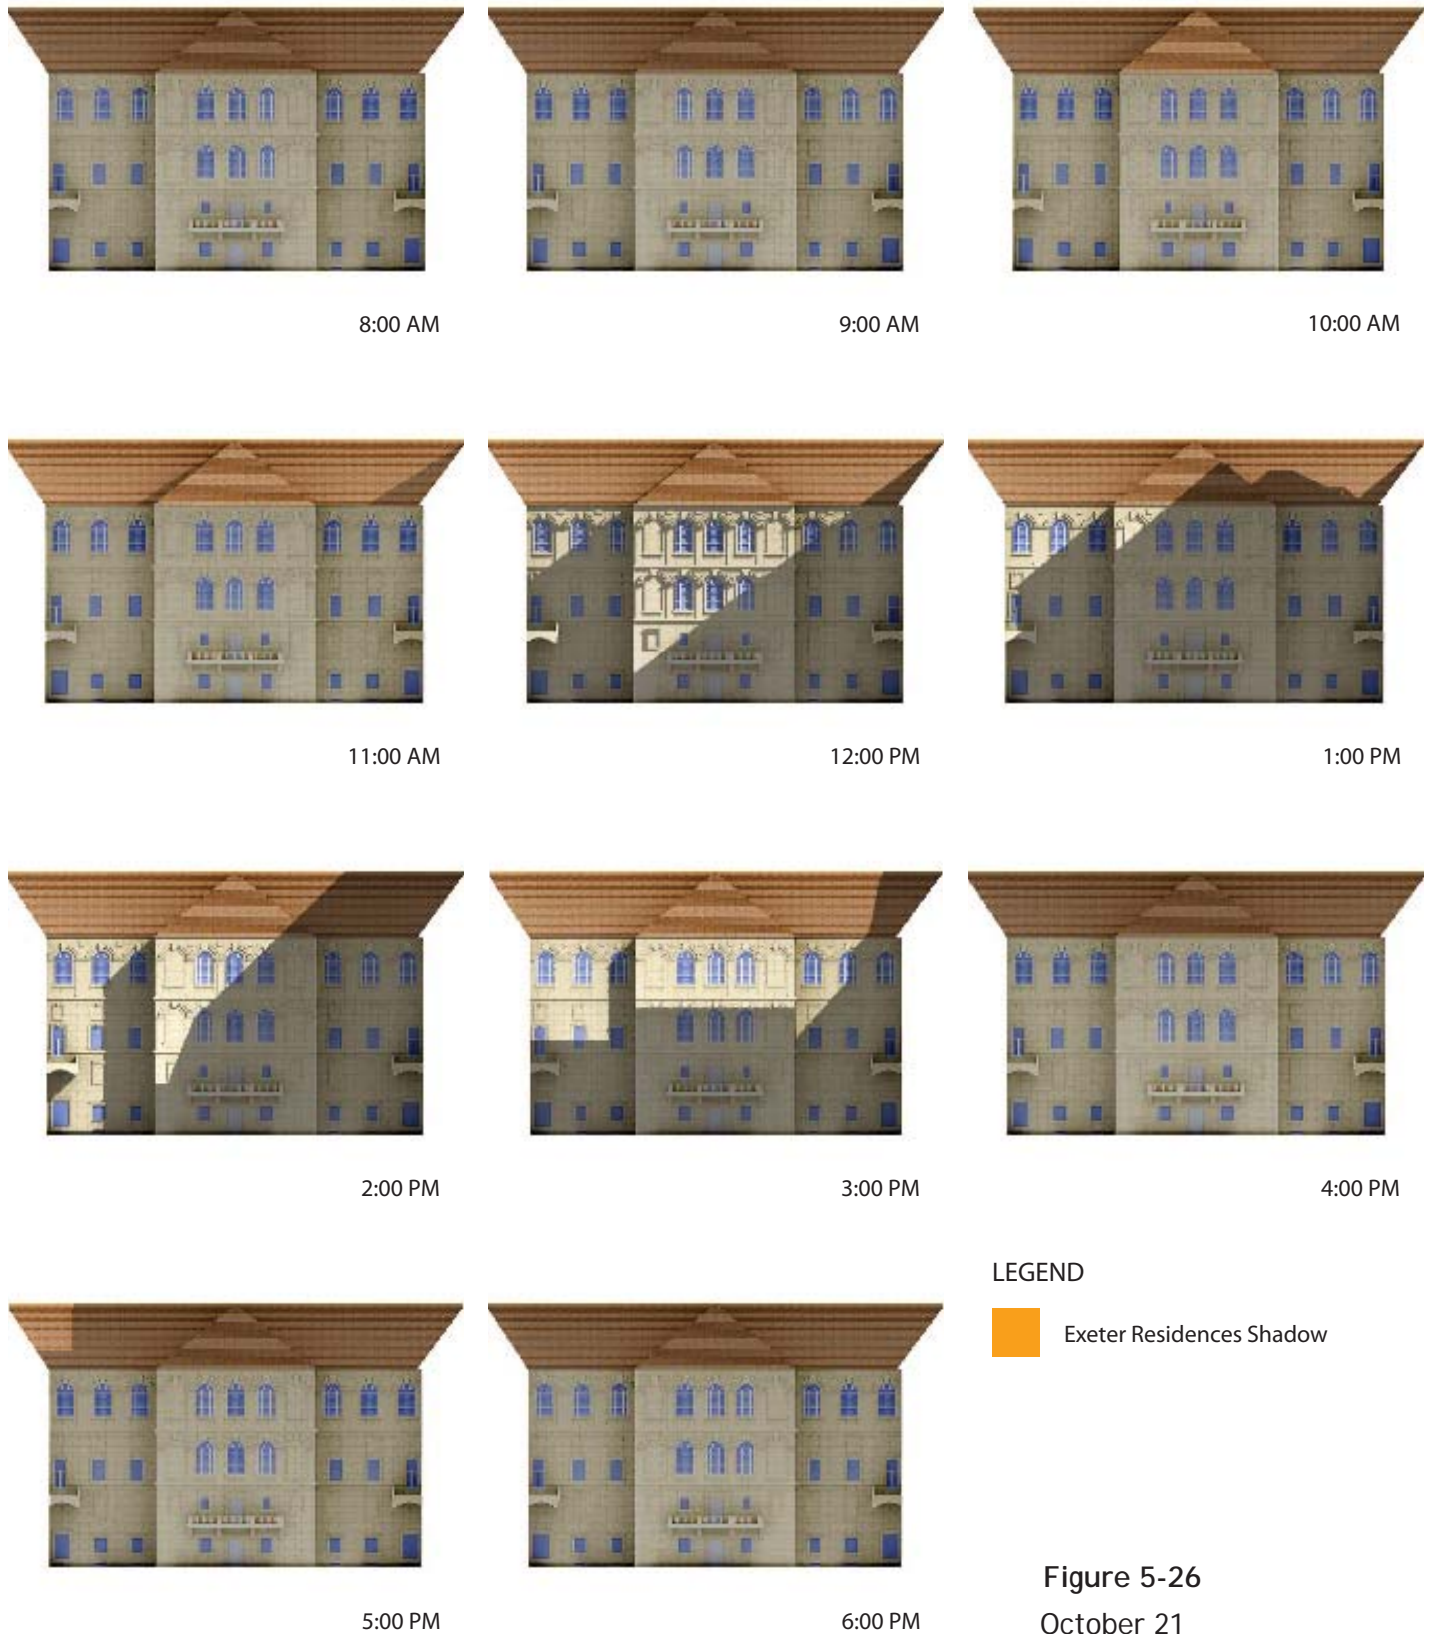 8:00 AM
9:00 AM
10:00 AM
11:00 AM
12:00 PM
1:00 PM
2:00 PM
3:00 PM
4:00 PM
LEGEND
Exeter Residences Shadow
5:00 PM
6:00 PM
Figure 5-26
October 21